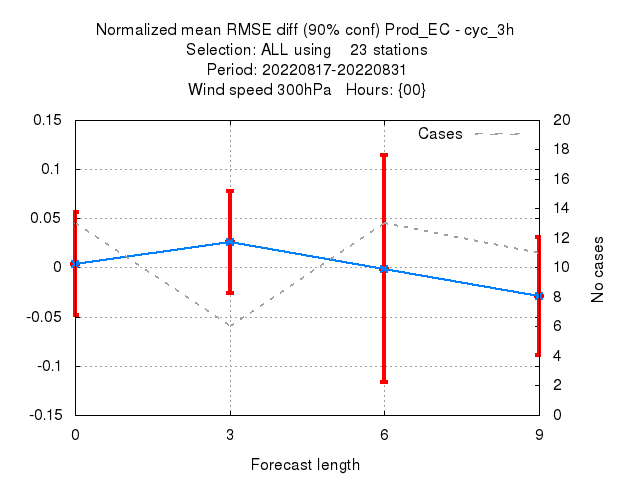 Normalized mean RMSE diff (90% conf) Prod_EC - cyc_3h
Selection: ALL using    23 stations
Period: 20220817-20220831
Wind speed 300hPa   Hours: {00}
0.15
0.1
0.05
0
-0.05
-0.1
-0.15
Cases
20
18
16
14
12
10
8
6
4
2
0
No cases
0 3 6 9
Forecast length